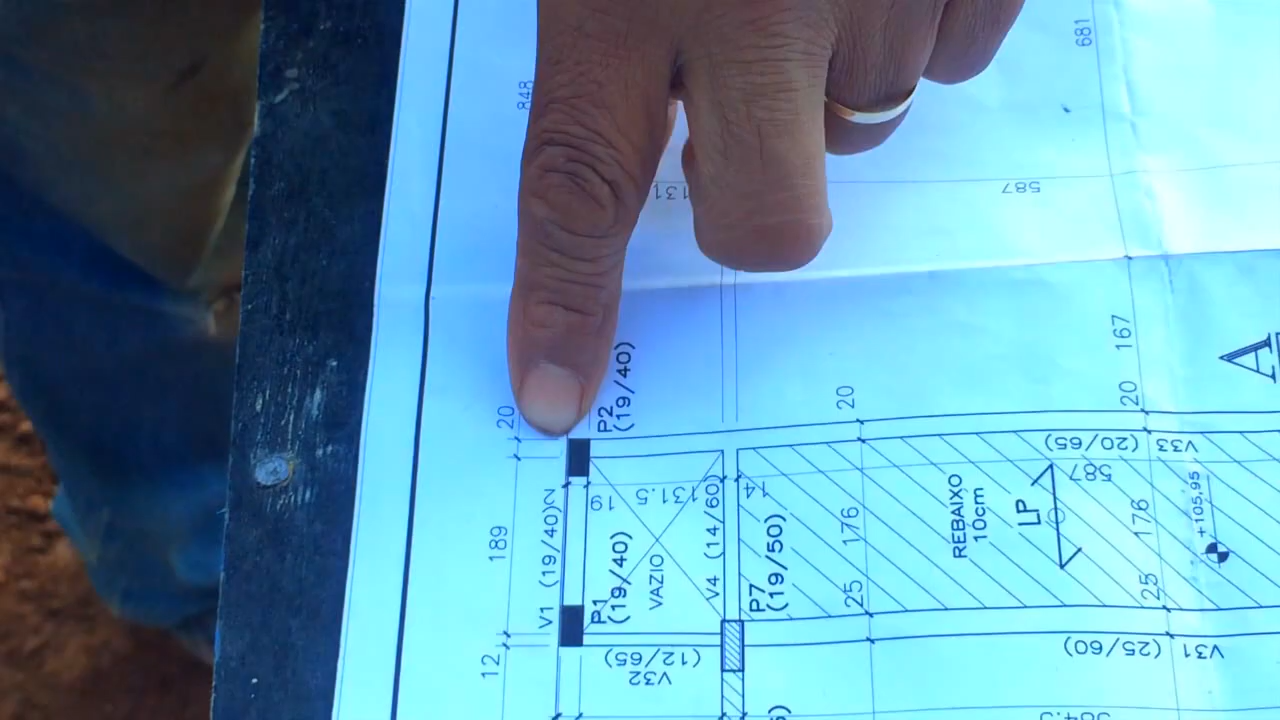 848
681
131
587
20
P2
(19/40)
20
167
20
A
V1 (19/40)
189
19
131.5
14
V33 (20/65)
587
REBAIXO
10cm
LP
176
176
+105,95
P1
(19/40)
VAZIO
V4 (14/60)
P7
(19/50)
25
25
12
V32
(12/65)
V31 (25/60)